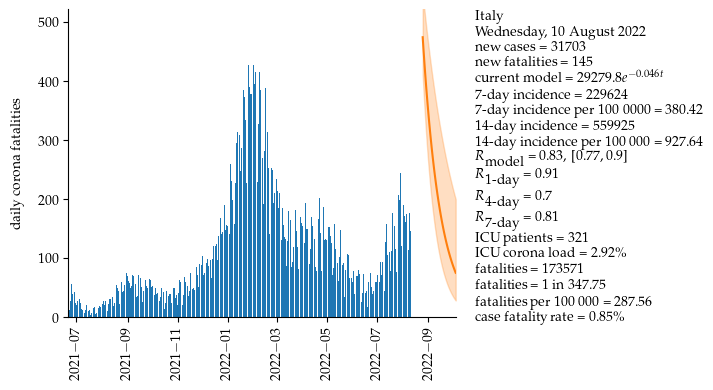 500
400
300
200
100
0
daily corona fatalities
2021−07
2021−09
2021−11
2022−01
2022−03
2022−05
2022−07
2022−09
Italy
Wednesday, 10 August 2022
new cases = 31703
new fatalities = 145
current model = 29279.8e^{−0.046t}
7-day incidence = 229624
7-day incidence per 100 0000 = 380.42
14-day incidence = 559925
14-day incidence per 100 000 = 927.64
R_model = 0.83, [0.77, 0.9]
R_1-day = 0.91
R_4-day = 0.7
R_7-day = 0.81
ICU patients = 321
ICU corona load = 2.92%
fatalities = 173571
fatalities = 1 in 347.75
fatalities per 100 000 = 287.56
case fatality rate = 0.85%